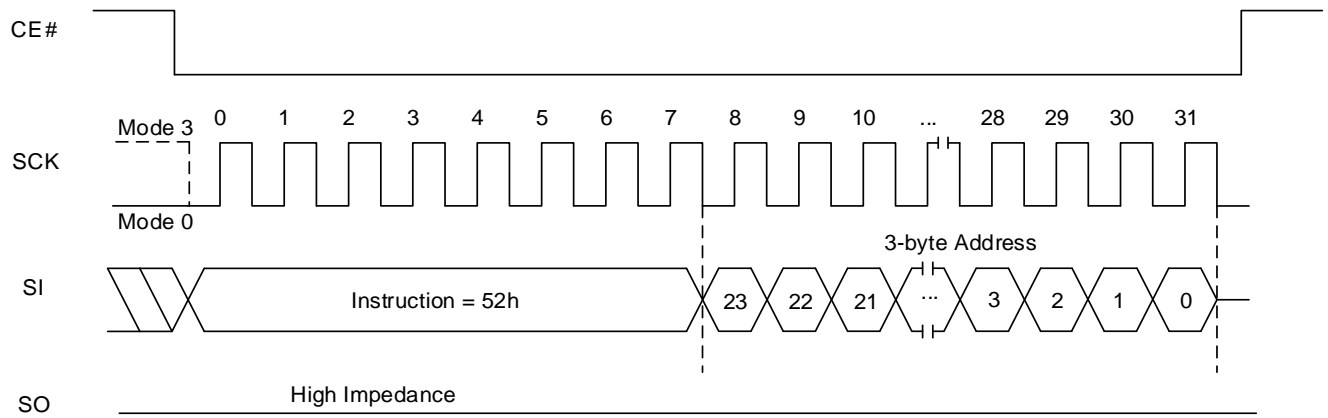 CE#
0 1 2 3 4 5 6 7 8 9 10 ... 28 29 30 31
Mode 3
SCK
Mode 0
3-byte Address
SI
Instruction = 52h 23 22 21 ... 3 2 1 0
High Impedance
SO